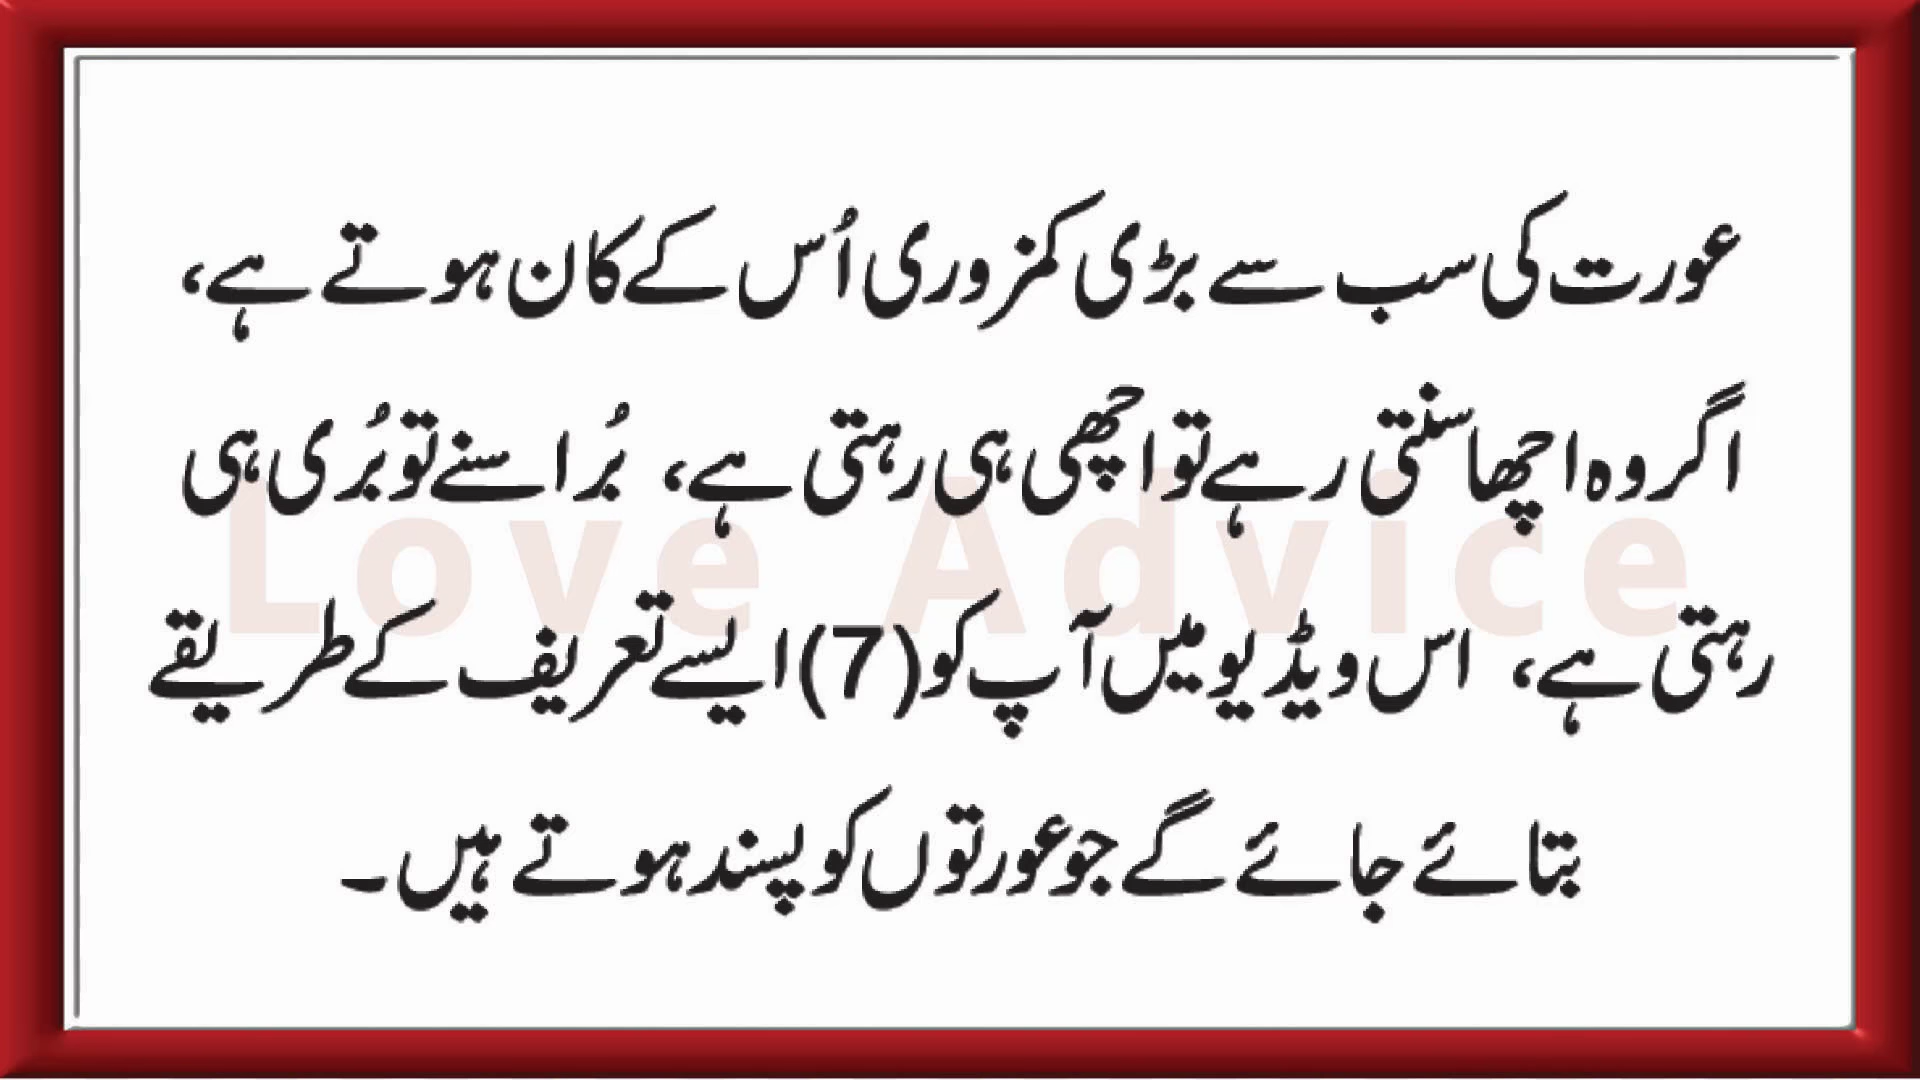 عورت کی سب سے بڑی کمزوری اُس کے کان ہوتے ہے،
اگر وہ اچھا سنتی رہے تو اچھی ہی رہتی ہے، بُرا سنے تو بُری ہی
Love Advice
رہتی ہے، اس ویڈیو میں آپ کو (7) ایسے تعریف کے طریقے
بتائے جائے گے جو عورتوں کو پسند ہوتے ہیں۔